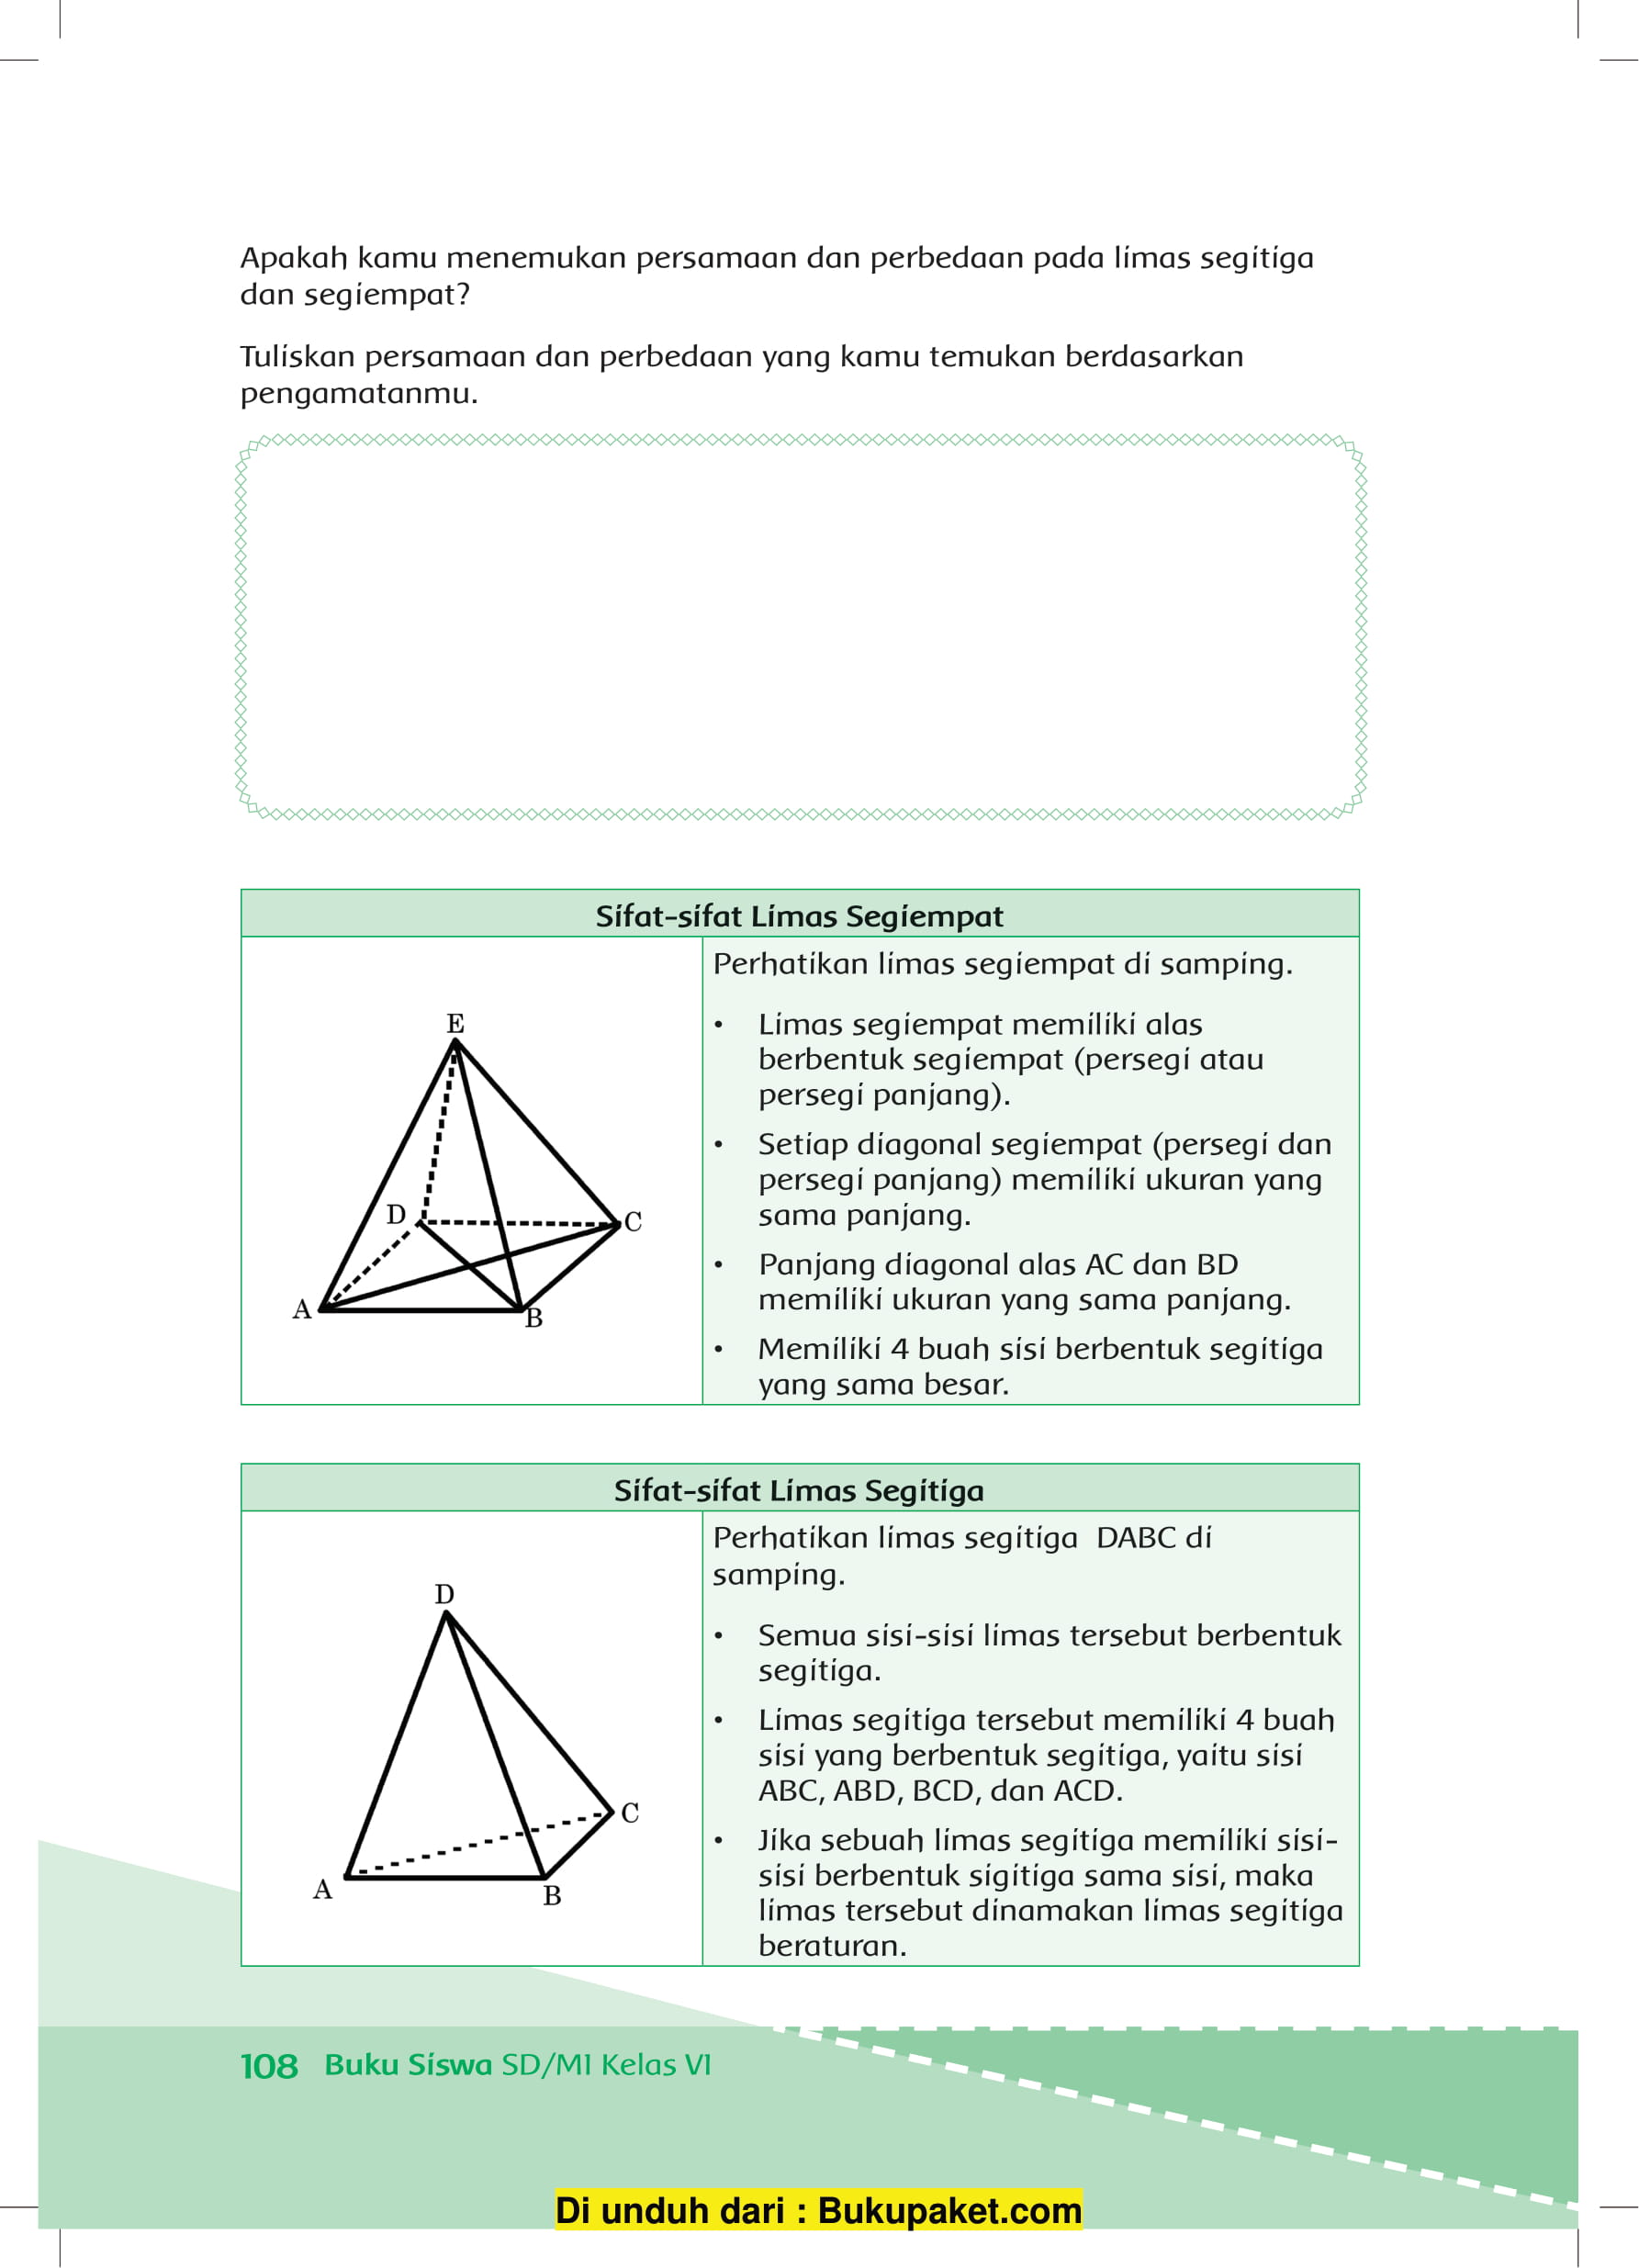 Apakah kamu menemukan persamaan dan perbedaan pada limas segitiga
dan segiempat?
Tuliskan persamaan dan perbedaan yang kamu temukan berdasarkan
pengamatanmu.
Sifat-sifat Limas Segiempat
E
D
C
A
B
Perhatikan limas segiempat di samping.
• Limas segiempat memiliki alas
berbentuk segiempat (persegi atau
persegi panjang).
• Setiap diagonal segiempat (persegi dan
persegi panjang) memiliki ukuran yang
sama panjang.
• Panjang diagonal alas AC dan BD
memiliki ukuran yang sama panjang.
• Memiliki 4 buah sisi berbentuk segitiga
yang sama besar.
Sifat-sifat Limas Segitiga
D
C
A
B
Perhatikan limas segitiga DABC di
samping.
• Semua sisi-sisi limas tersebut berbentuk
segitiga.
• Limas segitiga tersebut memiliki 4 buah
sisi yang berbentuk segitiga, yaitu sisi
ABC, ABD, BCD, dan ACD.
• Jika sebuah limas segitiga memiliki sisi-
sisi berbentuk sigitiga sama sisi, maka
limas tersebut dinamakan limas segitiga
beraturan.
108 Buku Siswa SD/MI Kelas VI
Di unduh dari : Bukupaket.com